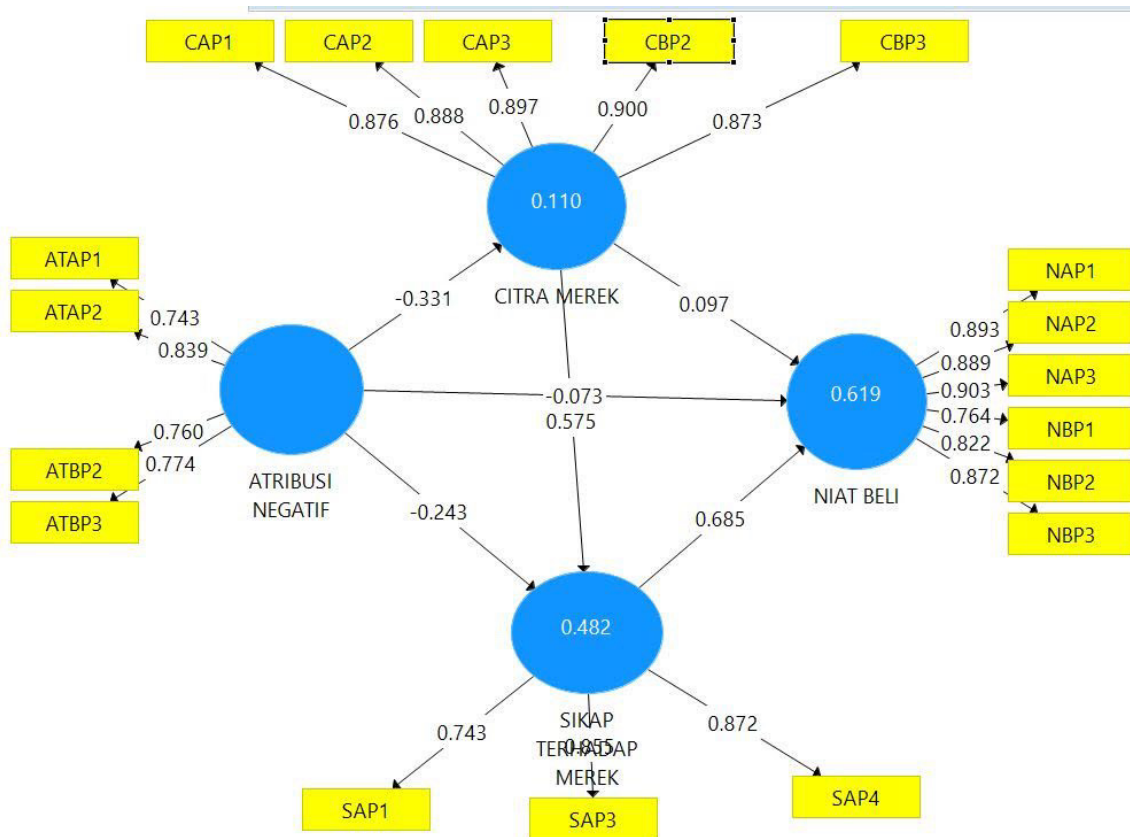 CAP1
CAP2
CAP3
CBP2
CBP3
0.876
0.888
0.897
0.900
0.873
0.110
CITRA MEREK
ATAP1
ATAP2
ATBP2
ATBP3
0.743
0.839
0.760
0.774
ATRIBUSI
NEGATIF
-0.331
0.097
-0.073
0.575
-0.243
0.685
0.619
NIAT BELI
0.893
0.889
0.903
0.764
0.822
0.872
NAP1
NAP2
NAP3
NBP1
NBP2
NBP3
0.482
SIKAP
TERHADAP
MEREK
0.743
0.855
0.872
SAP1
SAP3
SAP4